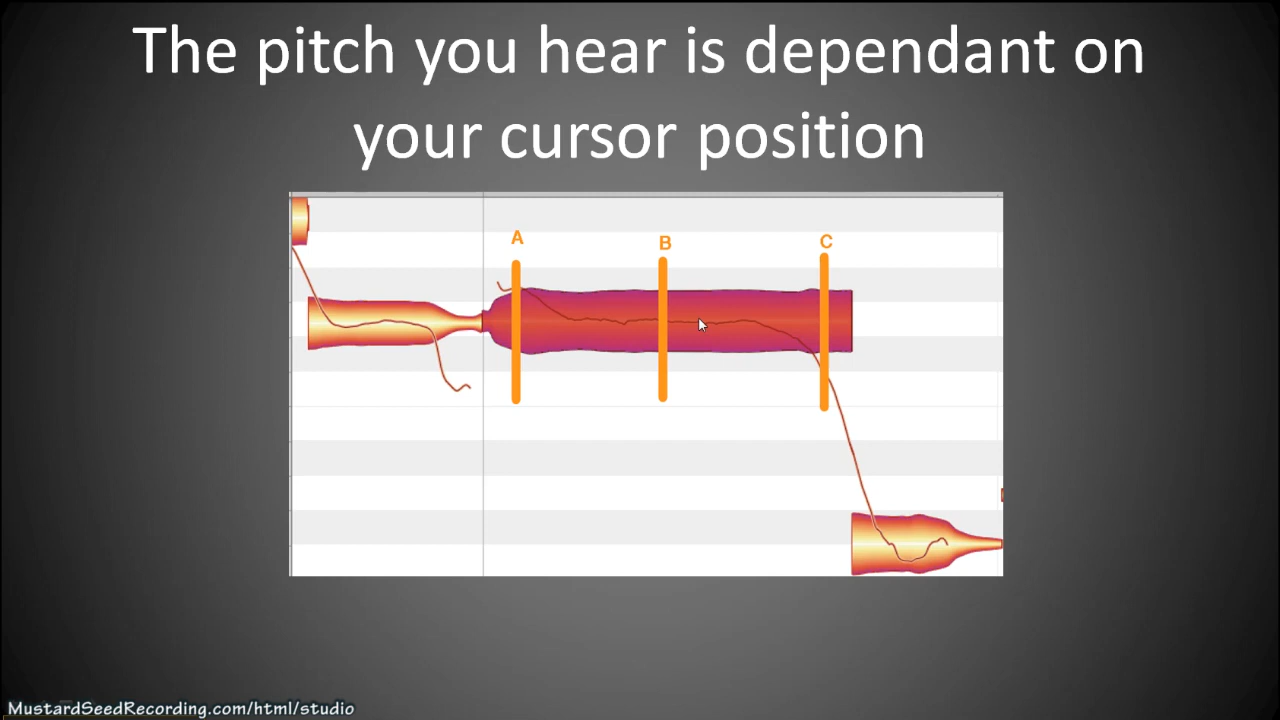 The pitch you hear is dependant on
your cursor position
A
B
C
MustardSeedRecording.com/html/studio